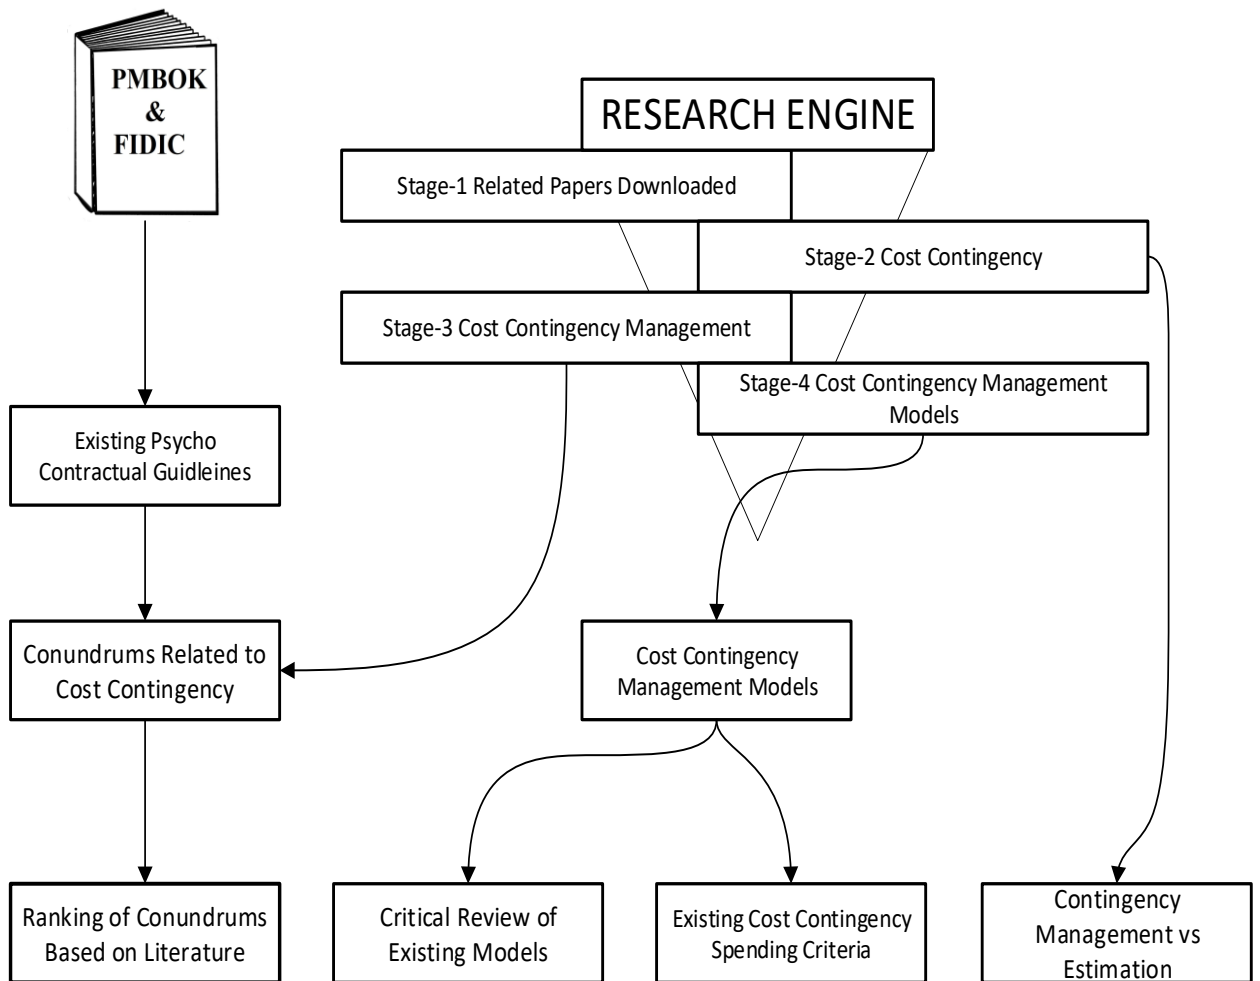 PMBOK
&
FIDIC
RESEARCH ENGINE
Stage-1 Related Papers Downloaded
Stage-2 Cost Contingency
Stage-3 Cost Contingency Management
Stage-4 Cost Contingency Management
Models
Existing Psycho
Contractual Guidleines
Conundrums Related to
Cost Contingency
Cost Contingency
Management Models
Ranking of Conundrums
Based on Literature
Critical Review of
Existing Models
Existing Cost Contingency
Spending Criteria
Contingency
Management vs
Estimation